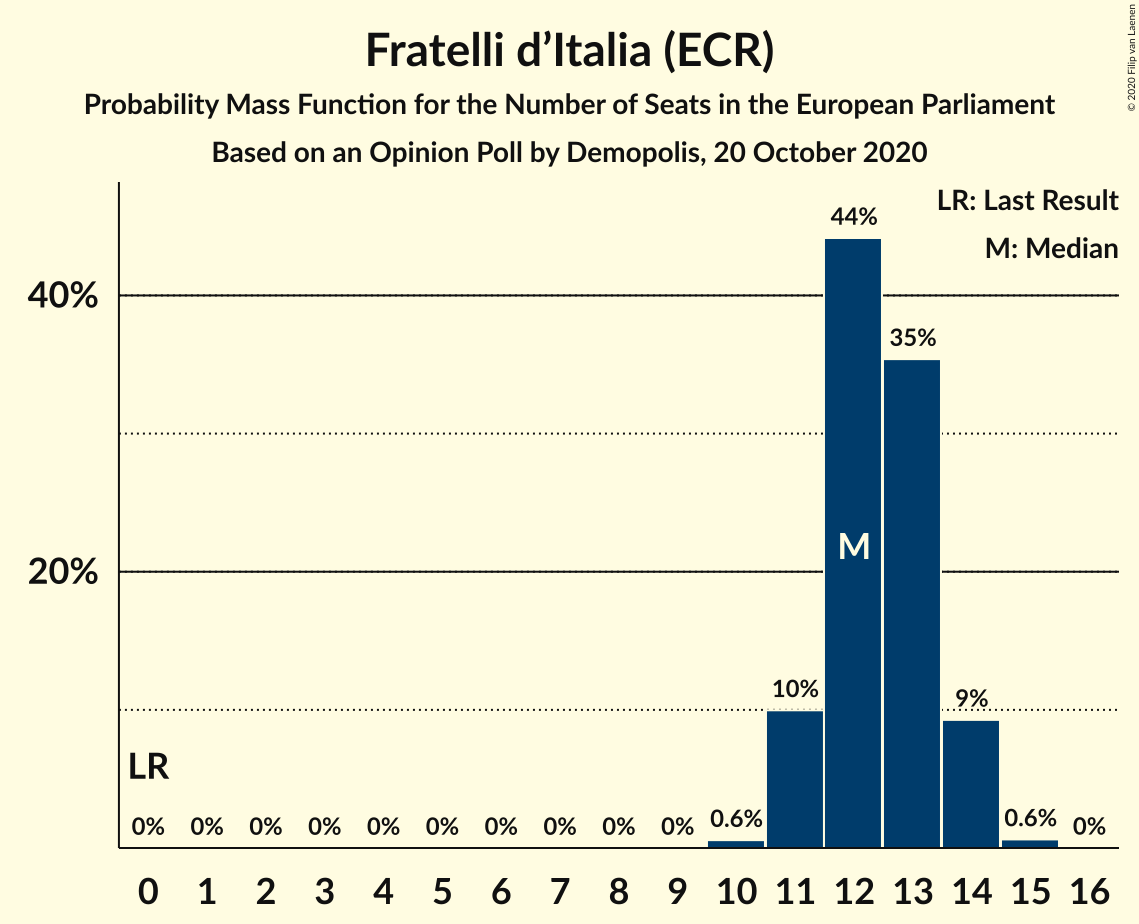 Fratelli d’Italia (ECR)
Probability Mass Function for the Number of Seats in the European Parliament
Based on an Opinion Poll by Demopolis, 20 October 2020
© 2020 Filip van Laenen
LR: Last Result
M: Median
44%
40%
35%
M
20%
10%
9%
LR
0% 0% 0% 0% 0% 0% 0% 0% 0% 0% 0.6% 0.6% 0%
0 1 2 3 4 5 6 7 8 9 10 11 12 13 14 15 16